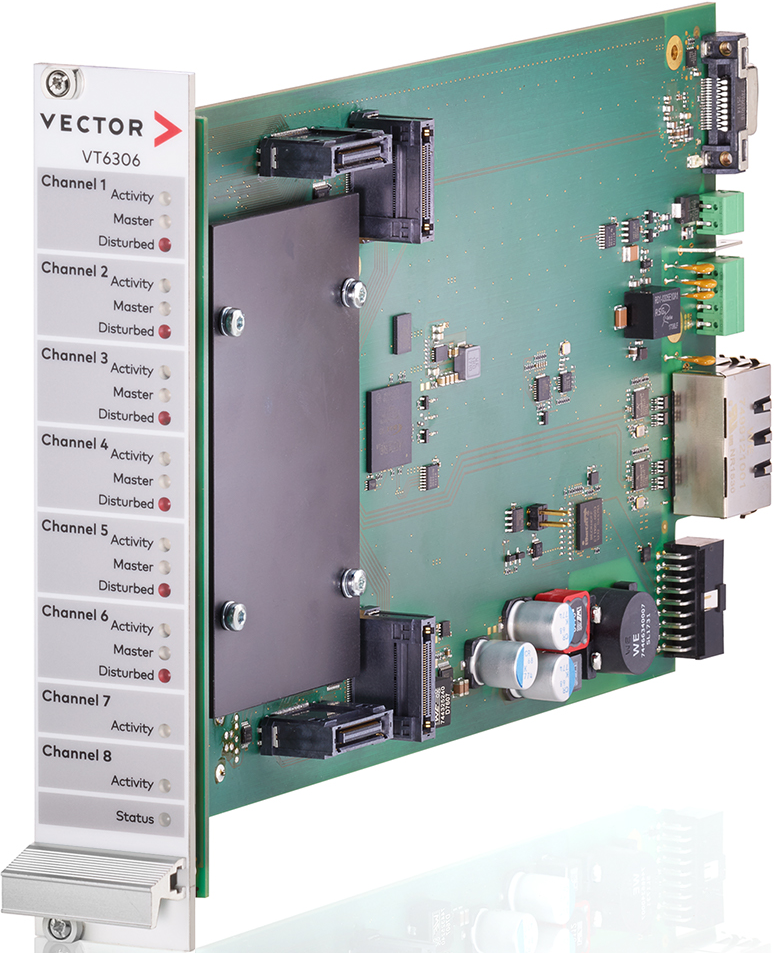 VECTOR
VT6306
Channel 1
Activity
Master
Disturbed
Channel 2
Activity
Master
Disturbed
Channel 3
Activity
Master
Disturbed
Channel 4
Activity
Master
Disturbed
Channel 5
Activity
Master
Disturbed
Channel 6
Activity
Master
Disturbed
Channel 7
Activity
Channel 8
Activity
Status
WE
SL1731
744325240